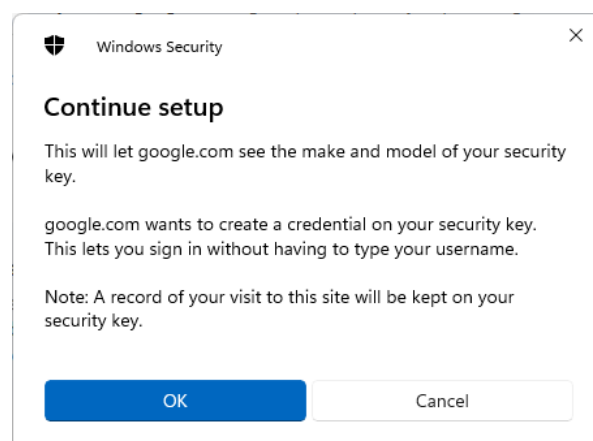 Windows Security
Continue setup
This will let google.com see the make and model of your security
key.
google.com wants to create a credential on your security key.
This lets you sign in without having to type your username.
Note: A record of your visit to this site will be kept on your
security key.
OK
Cancel